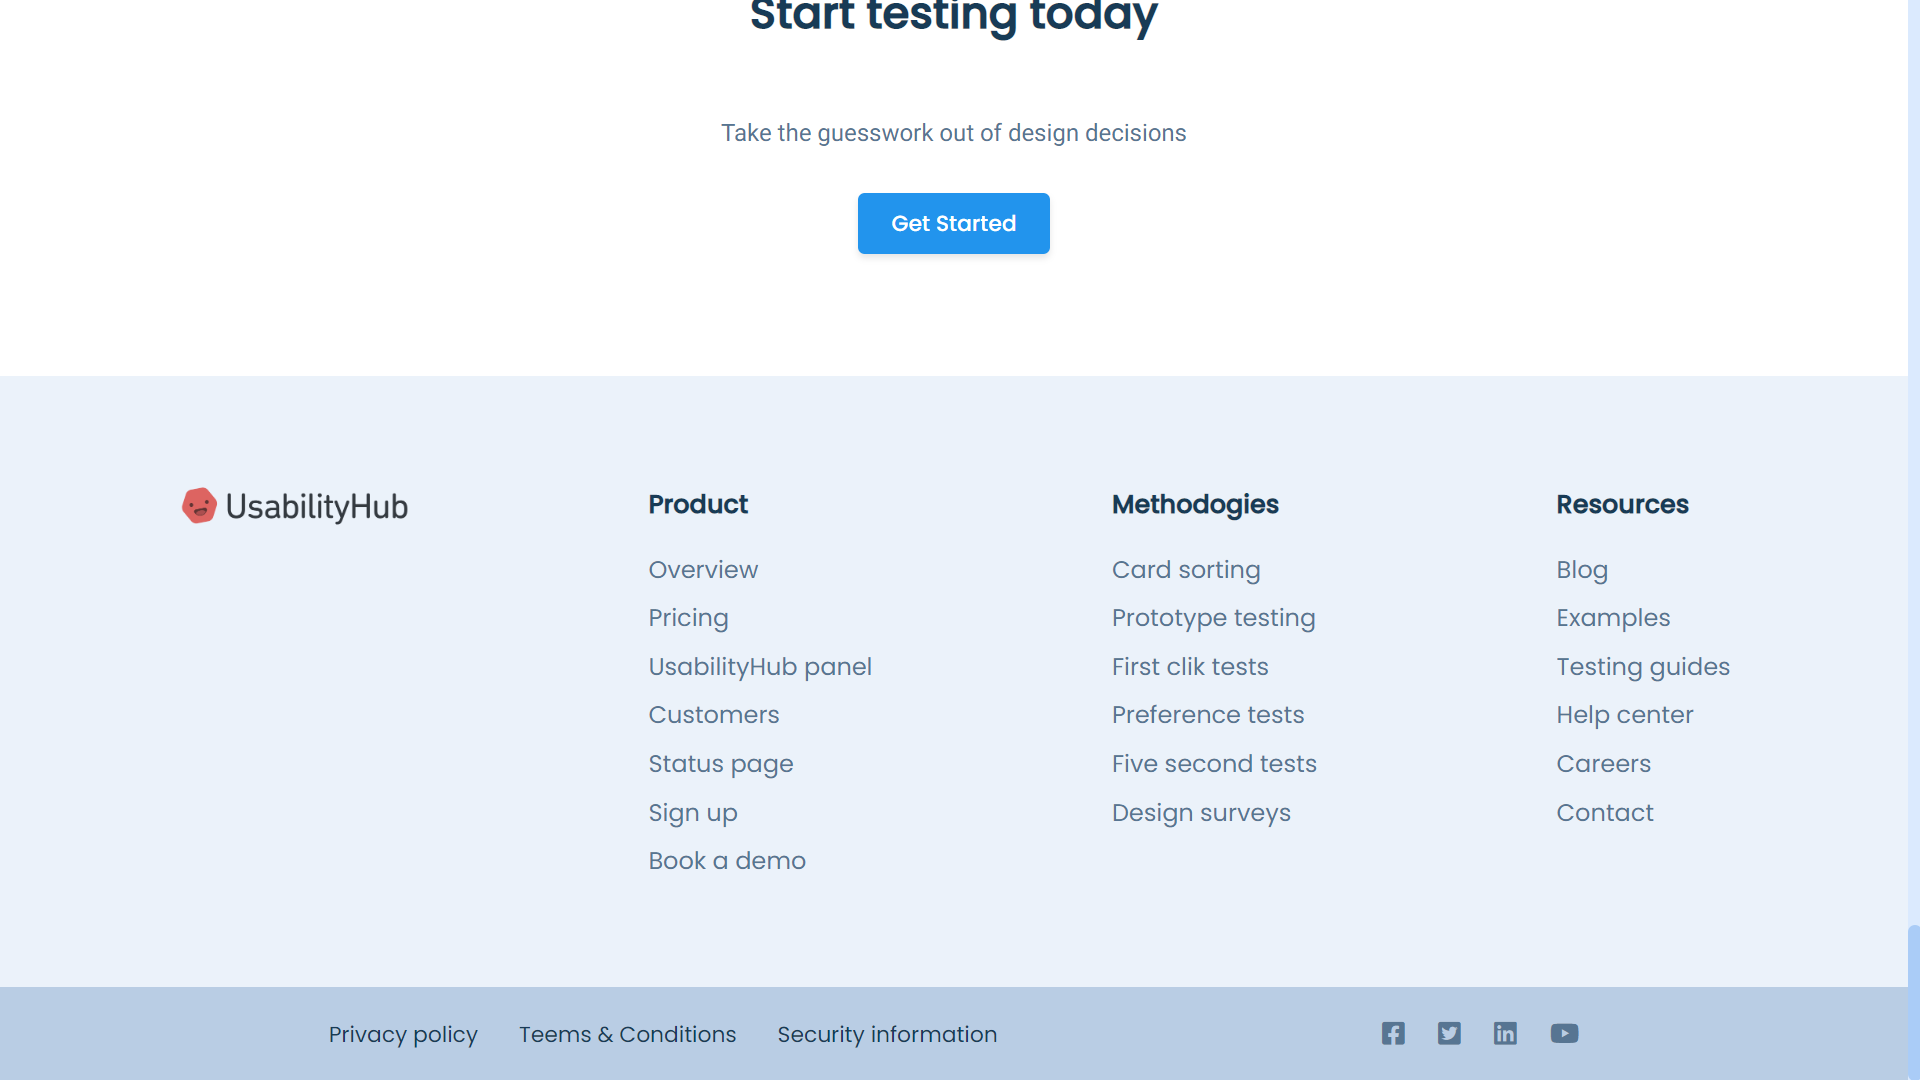 Start testing today
Take the guesswork out of design decisions
Get Started
UsabilityHub
Product
Overview
Pricing
UsabilityHub panel
Customers
Status page
Sign up
Book a demo
Methodogies
Card sorting
Prototype testing
First clik tests
Preference tests
Five second tests
Design surveys
Resources
Blog
Examples
Testing guides
Help center
Careers
Contact
Privacy policy
Teems & Conditions
Security information